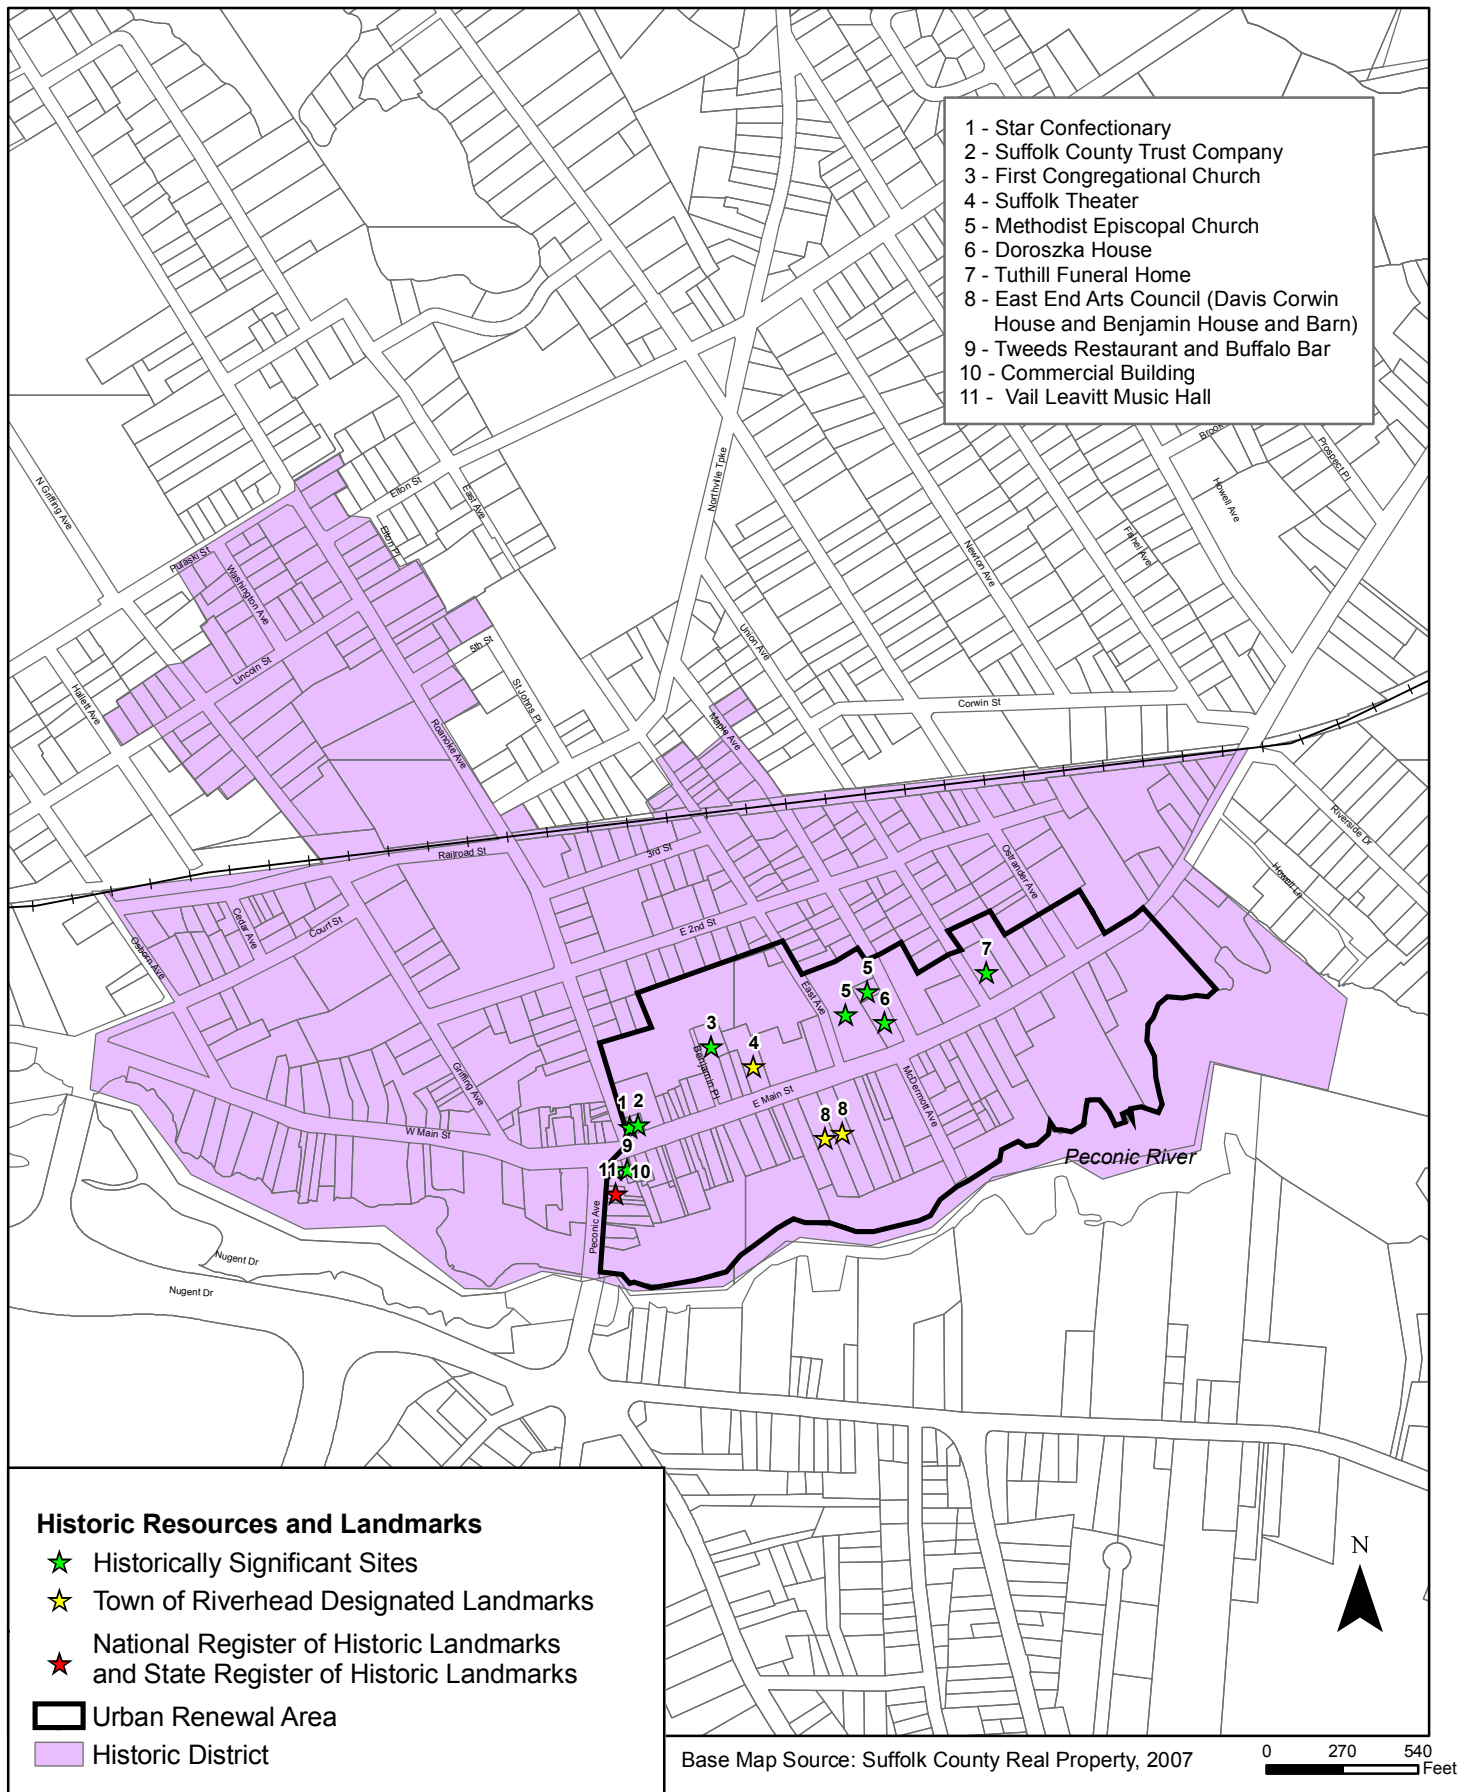 1 - Star Confectionary
2 - Suffolk County Trust Company
3 - First Congregational Church
4 - Suffolk Theater
5 - Methodist Episcopal Church
6 - Doroszka House
7 - Tuthill Funeral Home
8 - East End Arts Council (Davis Corwin
House and Benjamin House and Barn)
9 - Tweeds Restaurant and Buffalo Bar
10 - Commercial Building
11 - Vail Leavitt Music Hall
Brook
Prospect Pl
Howell Ave
Northville Tpke
N Griffing Ave
Elton St
East Ave
Elton Pl
Fishel Ave
Newton Ave
Pulaski St
Washington Ave
Union Ave
5th St
Lincoln St
St Johns Pl
Hallett Ave
Corwin St
Maple Ave
Roanoke Ave
Riverside Dr
3rd St
Railroad St
Ostrander Ave
Howell Ln
Cedar Ave
Court St
E 2nd St
Osborn Ave
7
5
5
6
East Ave
3
4
Benjamin Pl
Griffing Ave
E Main St
McDermott Ave
1
2
8
8
W Main St
9
11
10
Peconic River
Peconic Ave
Nugent Dr
Nugent Dr
Historic Resources and Landmarks
Historically Significant Sites
Town of Riverhead Designated Landmarks
National Register of Historic Landmarks
and State Register of Historic Landmarks
Urban Renewal Area
Historic District
N
Base Map Source: Suffolk County Real Property, 2007
0 270 540
Feet